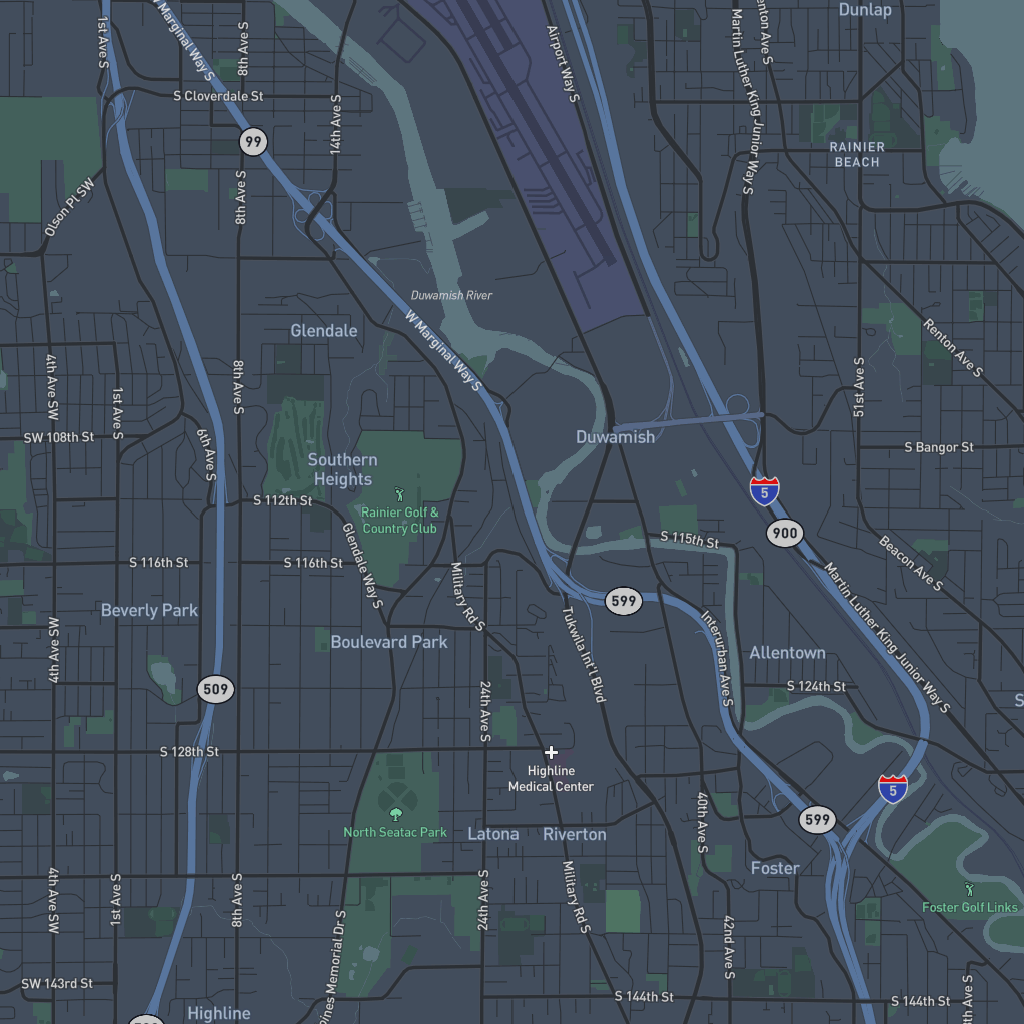 Dunlap
1st Ave S
W Marginal Way S
8th Ave S
Airport Way S
Martin Luther King Junior Way S
Renton Ave S
S Cloverdale St
14th Ave S
99
RAINIER
BEACH
Olson Pl SW
8th Ave S
Duwamish River
Glendale
W Marginal Way S
Renton Ave S
4th Ave SW
1st Ave S
8th Ave S
51st Ave S
SW 108th St
6th Ave S
Duwamish
S Bangor St
Southern
Heights
S 112th St
Rainier Golf &
Country Club
5
900
S 115th St
Glendale Way S
S 116th St
S 116th St
Military Rd S
Beacon Ave S
Martin Luther King Junior Way S
599
Beverly Park
Boulevard Park
Tukwila Int'l Blvd
Interurban Ave S
Allentown
4th Ave SW
509
24th Ave S
S 124th St
S
S 128th St
Highline
Medical Center
5
North Seatac Park
Latona
Riverton
40th Ave S
599
Foster
4th Ave SW
1st Ave S
8th Ave S
24th Ave S
Military Rd S
Foster Golf Links
42nd Ave S
SW 143rd St
S 144th St
S 144th St
Highline